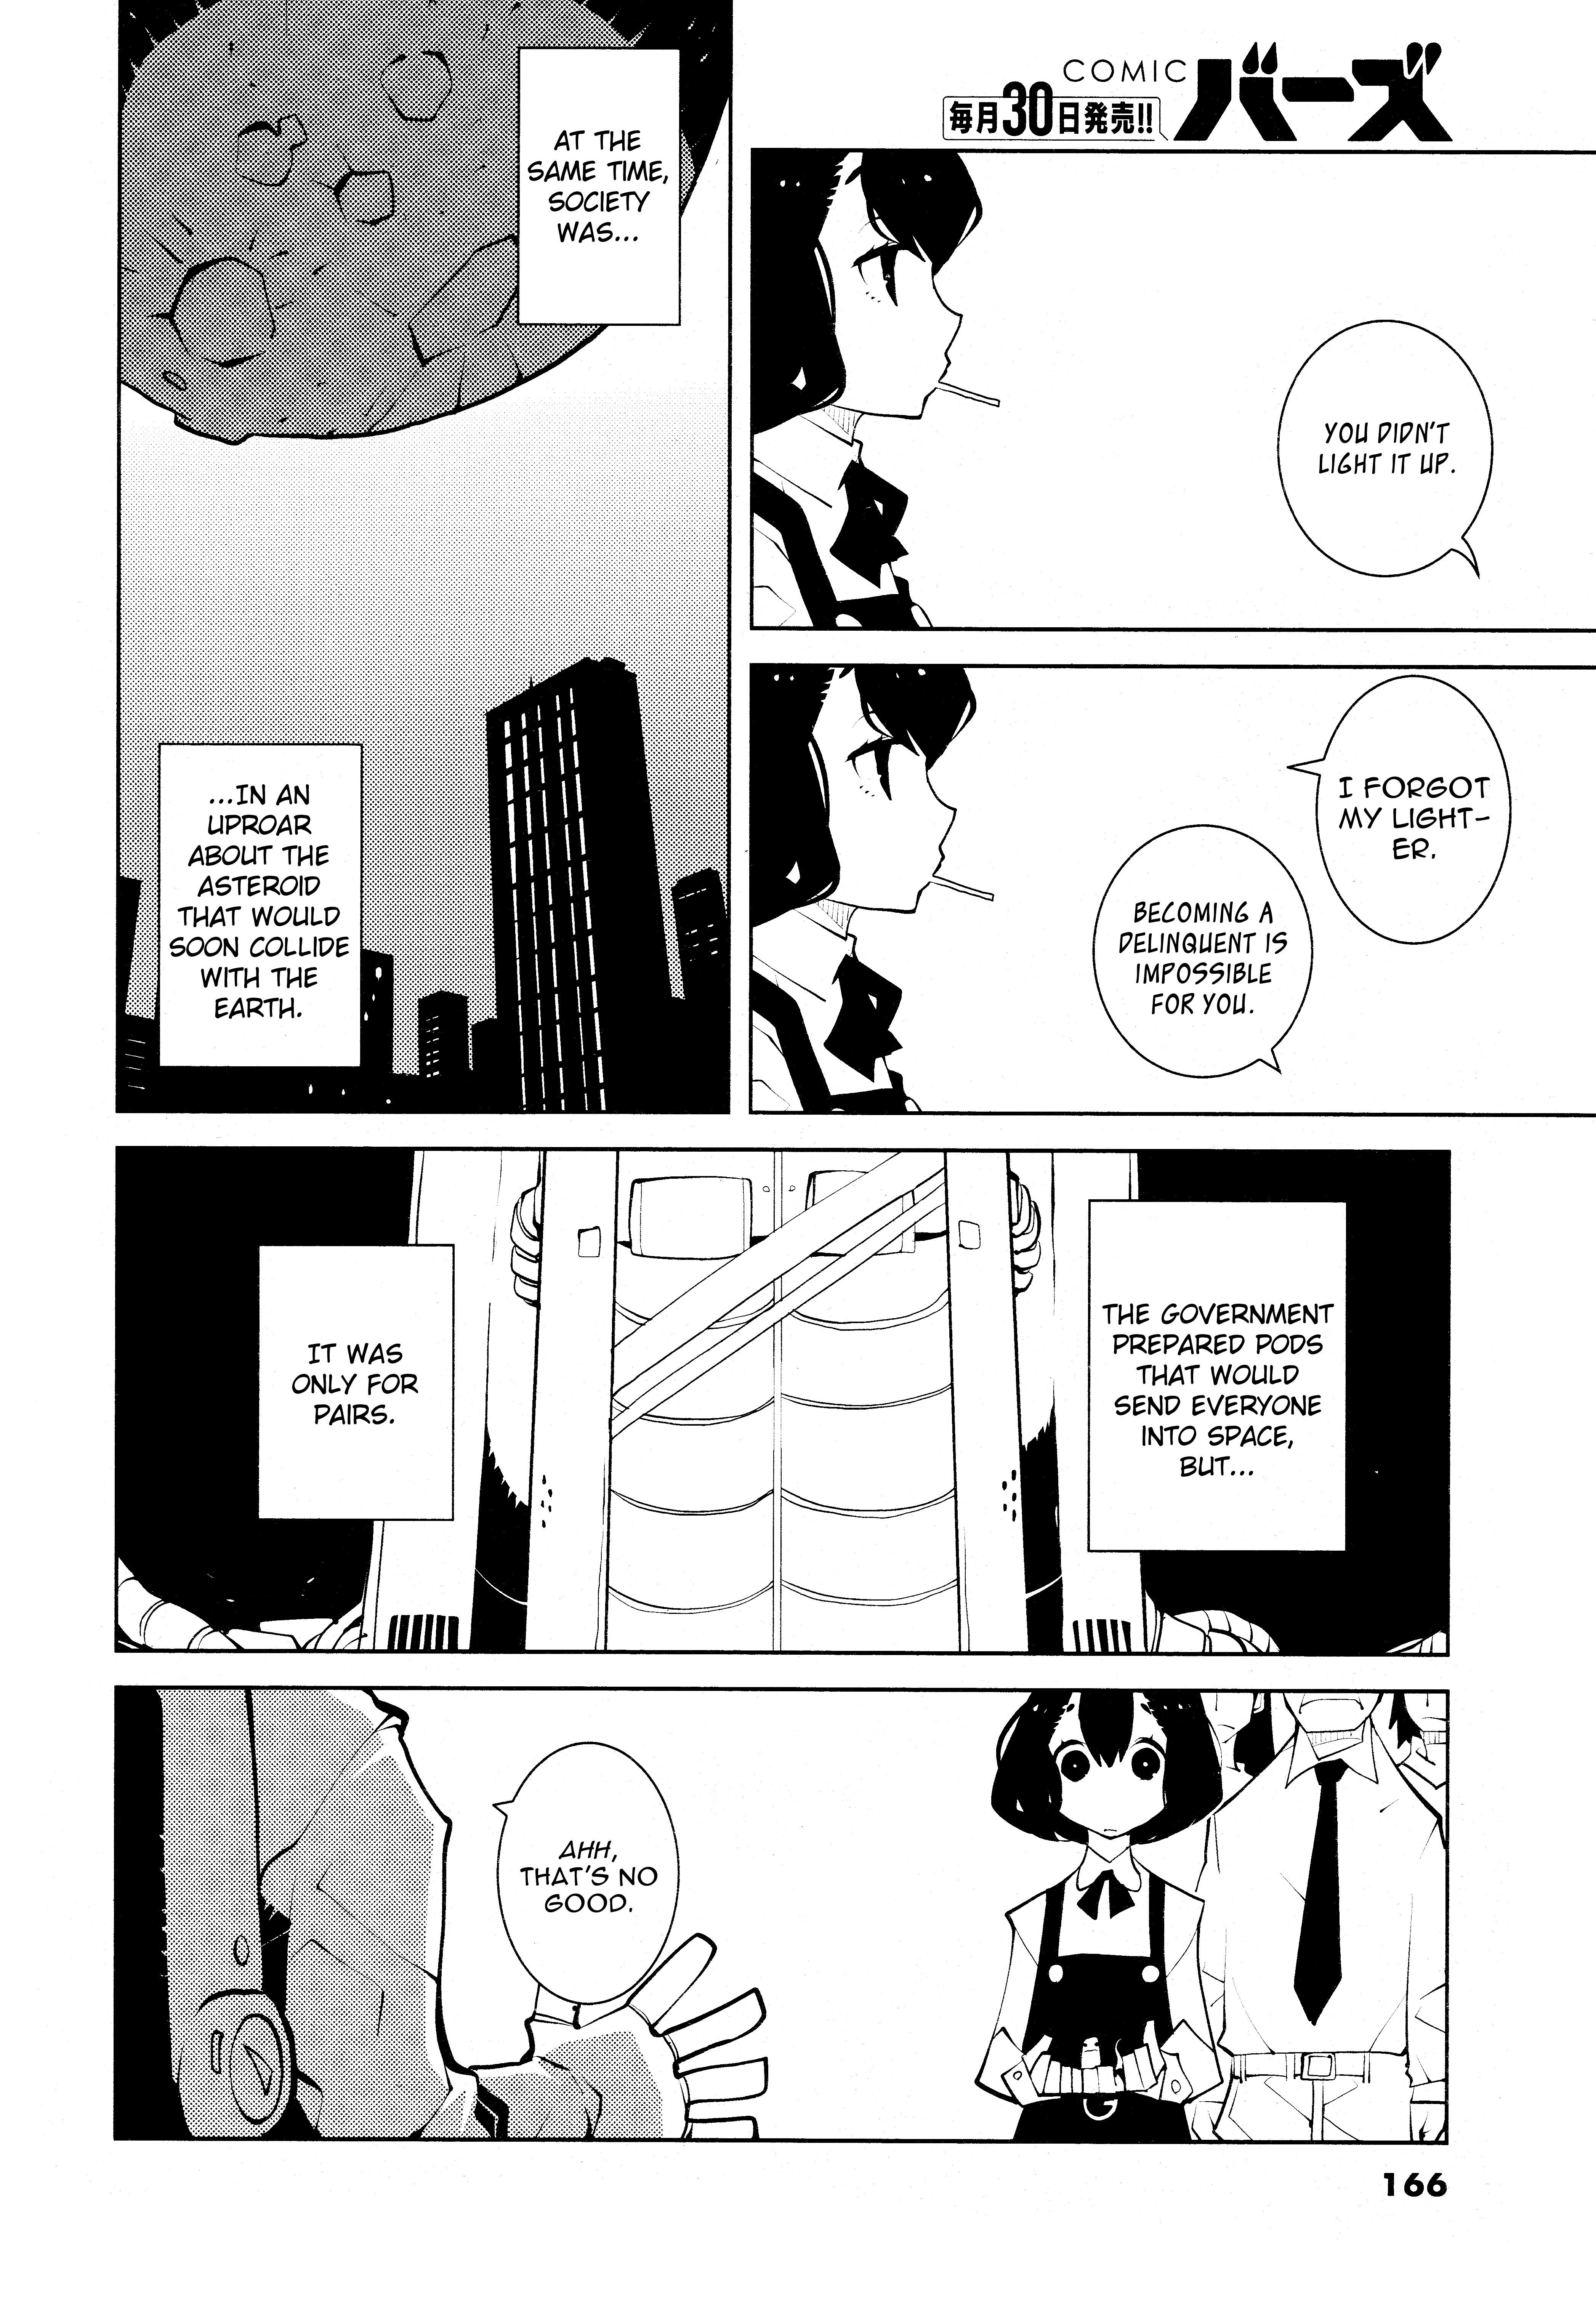 COMIC バーズ
毎月30日発売!!
YOU DIDN'T
LIGHT IT UP.
I FORGOT
MY LIGHT-
ER.
BECOMING A
DELINQUENT IS
IMPOSSIBLE
FOR YOU.
AT THE
SAME TIME,
SOCIETY
WAS...
...IN AN
UPROAR
ABOUT THE
ASTEROID
THAT WOULD
SOON COLLIDE
WITH THE
EARTH.
THE GOVERNMENT
PREPARED PODS
THAT WOULD
SEND EVERYONE
INTO SPACE,
BUT...
IT WAS
ONLY FOR
PAIRS.
AHH,
THAT'S NO
GOOD.
166